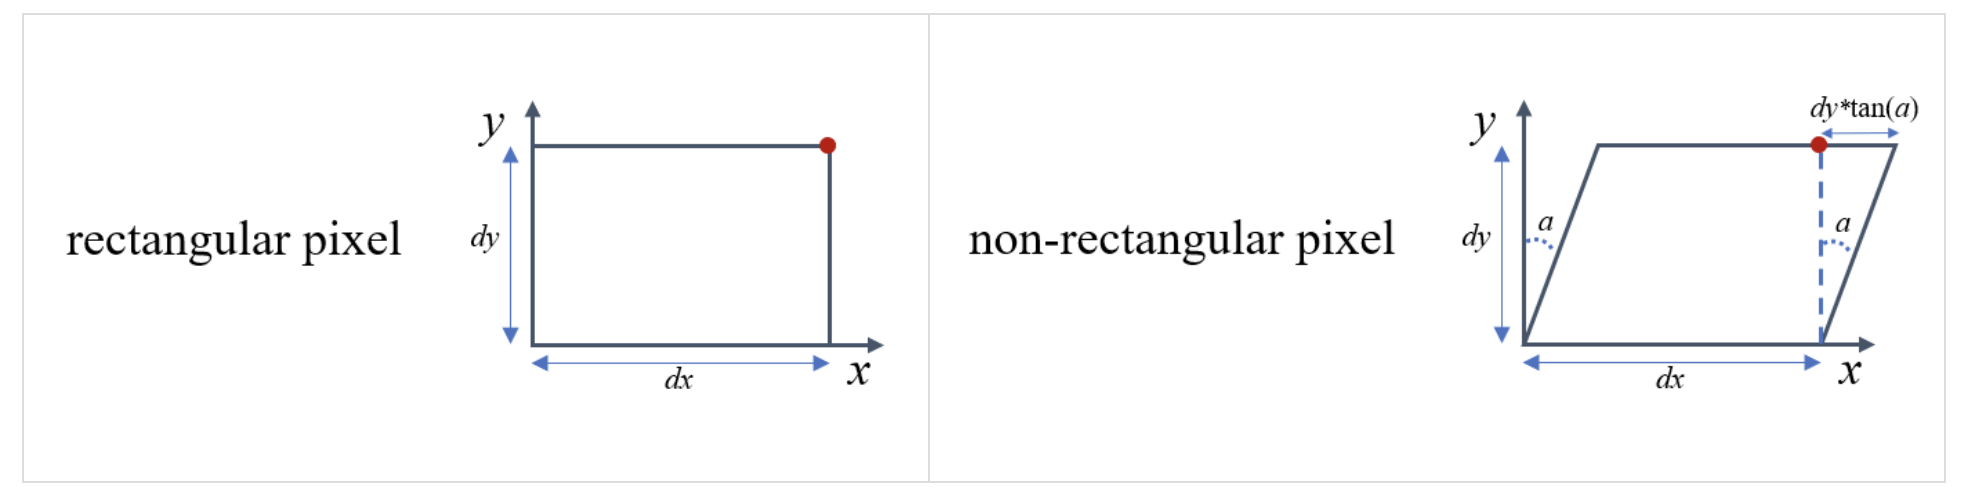 rectangular pixel
y
dy
dx
x
non-rectangular pixel
y
dy
a
dy*tan(a)
a
dx
x